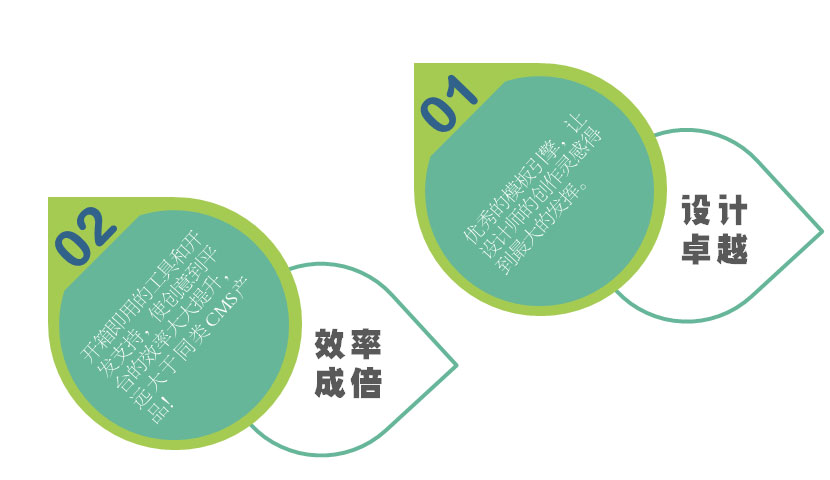 01
优秀的模板引擎，让
设计师的创作灵感得
到最大的发挥。
设计
卓越
02
开箱即用的工具和开
发支持，使创意到平
台的效率大大提升，
远大于同类 CMS产
品！
效率
成倍